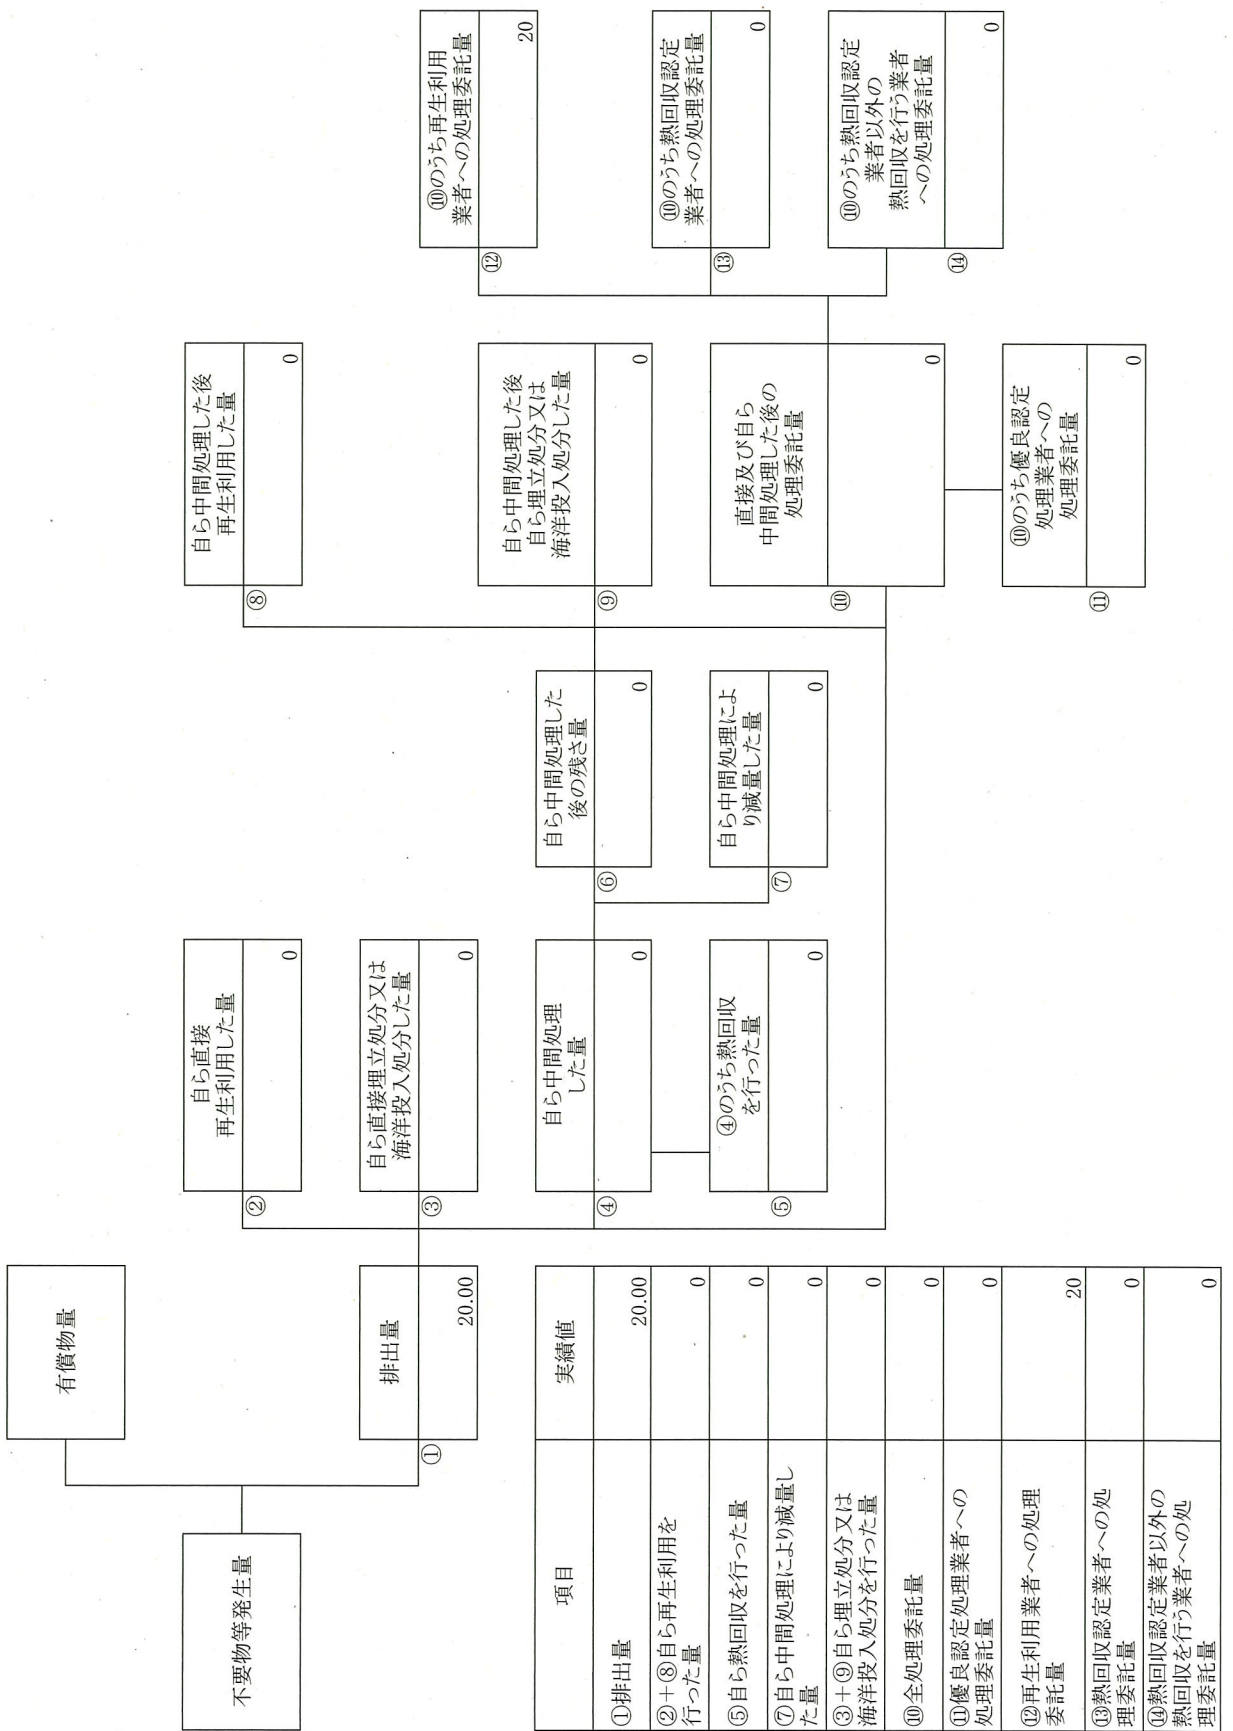 不要物等発生量
有償物量
排出量
①
20.00
自ら直接
再生利用した量
②
0
自ら直接埋立処分又は
海洋投入処分した量
③
0
自ら中間処理
した量
④
0
④のうち熱回収
を行った量
⑤
0
自ら中間処理した
後の残さ量
⑥
0
自ら中間処理によ
り減量した量
⑦
0
自ら中間処理した後
再生利用した量
⑧
0
自ら中間処理した後
自ら埋立処分又は
海洋投入処分した量
⑨
0
直接及び自ら
中間処理した後の
処理委託量
⑩
0
⑩のうち優良認定
処理業者への
処理委託量
⑪
0
⑩のうち再生利用
業者への処理委託量
⑫
20
⑩のうち熱回収認定
業者への処理委託量
⑬
0
⑩のうち熱回収認定
業者以外の
熱回収を行う業者
への処理委託量
⑭
0
項目 実績値
①排出量 20.00
②+⑧自ら再生利用を
行った量 0
⑤自ら熱回収を行った量 0
⑦自ら中間処理により減量し
た量 0
③+⑨自ら埋立処分又は
海洋投入処分を行った量 0
⑩全処理委託量 0
⑪優良認定処理業者への
処理委託量 0
⑫再生利用業者への処理
委託量 20
⑬熱回収認定業者への処
理委託量 0
⑭熱回収認定業者以外の
熱回収を行う業者への処
理委託量 0